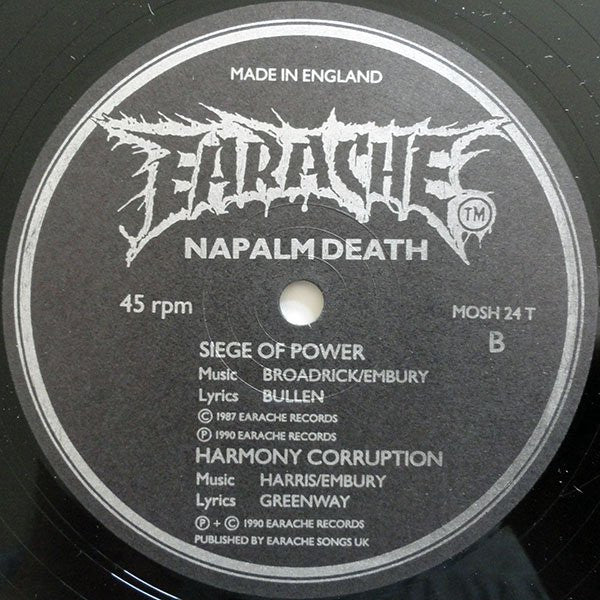 MADE IN ENGLAND
EARACHE
TM
NAPALM DEATH
45 rpm
MOSH 24 T
B
SIEGE OF POWER
Music BROADRICK/EMBURY
Lyrics BULLEN
© 1987 EARACHE RECORDS
℗ 1990 EARACHE RECORDS
HARMONY CORRUPTION
Music HARRIS/EMBURY
Lyrics GREENWAY
℗ + © 1990 EARACHE RECORDS
PUBLISHED BY EARACHE SONGS UK